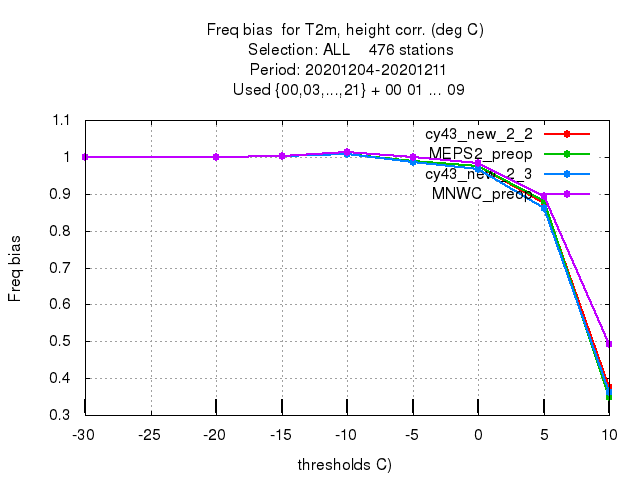 Freq bias  for T2m, height corr. (deg C)
Selection: ALL    476 stations
Period: 20201204-20201211
Used {00,03,...,21} + 00 01 ... 09
1.1
1
0.9
0.8
0.7
0.6
0.5
0.4
0.3
Freq bias
cy43_new_2_2
MEPS2_preop
cy43_new_2_3
MNWC_preop
-30 -25 -20 -15 -10 -5 0 5 10
thresholds C)